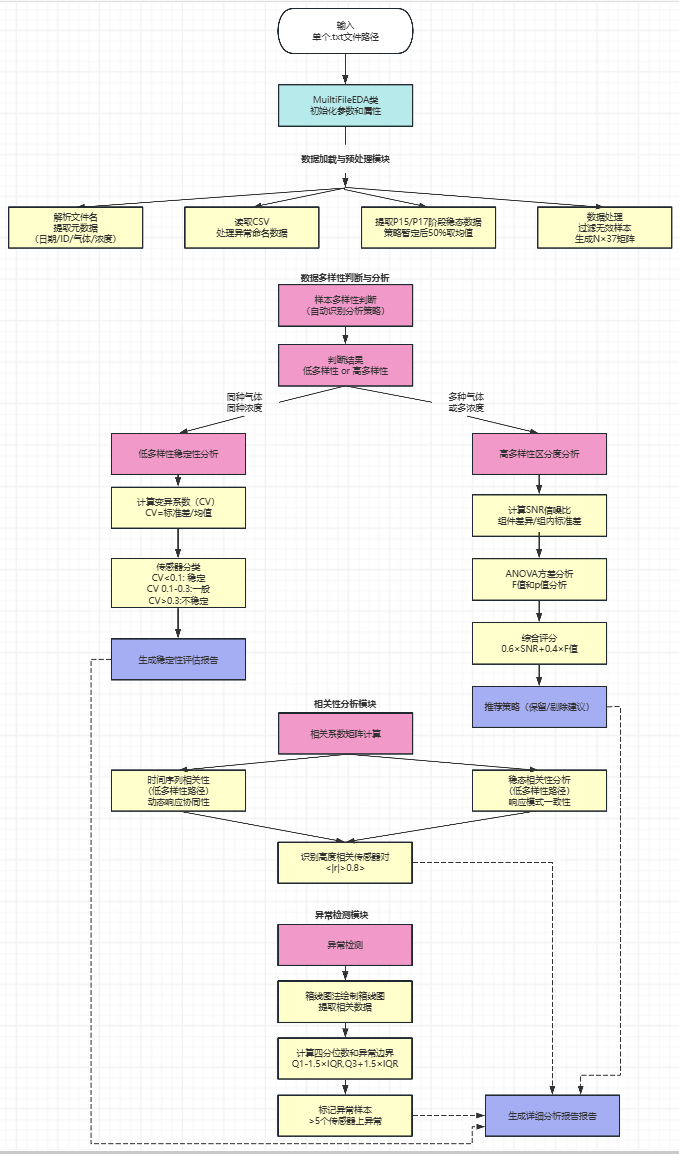 输入
单个.txt文件路径
MuiltiFileEDA类
初始化参数和属性
数据加载与预处理模块
解析文件名
提取元数据
（日期/ID/气体/浓度）
读取CSV
处理异常命名数据
提取P15/P17阶段稳态数据
策略暂定后50%取均值
数据处理
过滤无效样本
生成N×37矩阵
数据多样性判断与分析
样本多样性判断
（自动识别分析策略）
判断结果
低多样性 or 高多样性
同种气体
同种浓度
多种气体
或多浓度
低多样性稳定性分析
高多样性区分度分析
计算变异系数（CV）
CV=标准差/均值
计算SNR信噪比
组件差异/组内标准差
传感器分类
CV<0.1: 稳定
CV 0.1-0.3:一般
CV>0.3:不稳定
ANOVA方差分析
F值和p值分析
综合评分
0.6×SNR+0.4×F值
生成稳定性评估报告
推荐策略（保留/剔除建议）
相关性分析模块
相关系数矩阵计算
时间序列相关性
（低多样性路径）
动态响应协同性
稳态相关性分析
（低多样性路径）
响应模式一致性
识别高度相关传感器对
<|r|>0.8>
异常检测模块
异常检测
箱线图法绘制箱线图
提取相关数据
计算四分位数和异常边界
Q1-1.5×IQR,Q3+1.5×IQR
标记异常样本
>5个传感器上异常
生成详细分析报告报告